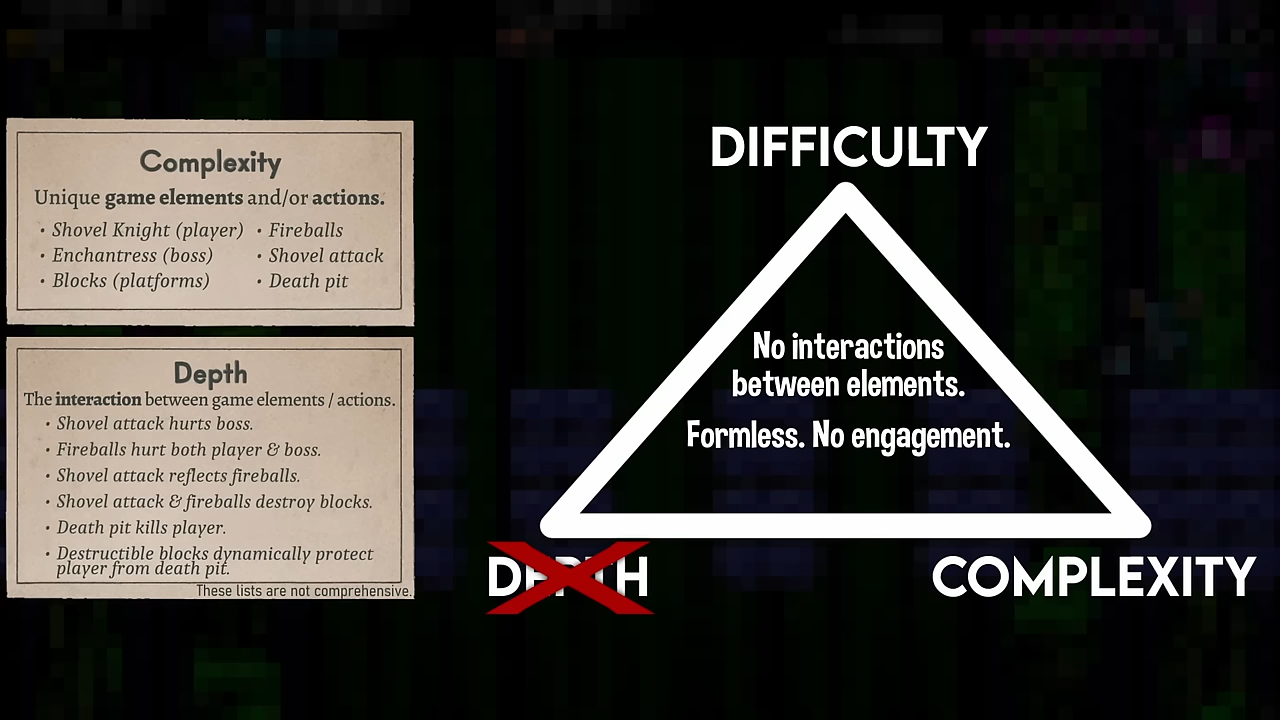 Complexity
Unique game elements and/or actions.
• Shovel Knight (player)
• Enchantress (boss)
• Blocks (platforms)
• Fireballs
• Shovel attack
• Death pit
Depth
The interaction between game elements / actions.
• Shovel attack hurts boss.
• Fireballs hurt both player & boss.
• Shovel attack reflects fireballs.
• Shovel attack & fireballs destroy blocks.
• Death pit kills player.
• Destructible blocks dynamically protect
player from death pit.
These lists are not comprehensive.
DIFFICULTY
No interactions
between elements.
Formless. No engagement.
DEPTH
COMPLEXITY